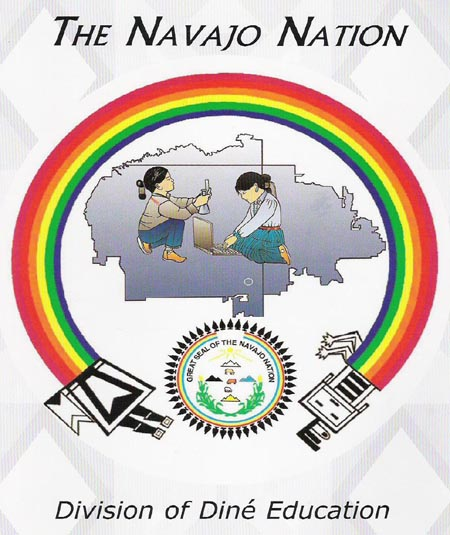 THE NAVAJO NATION
GREAT SEAL OF THE NAVAJO NATION
Division of Diné Education